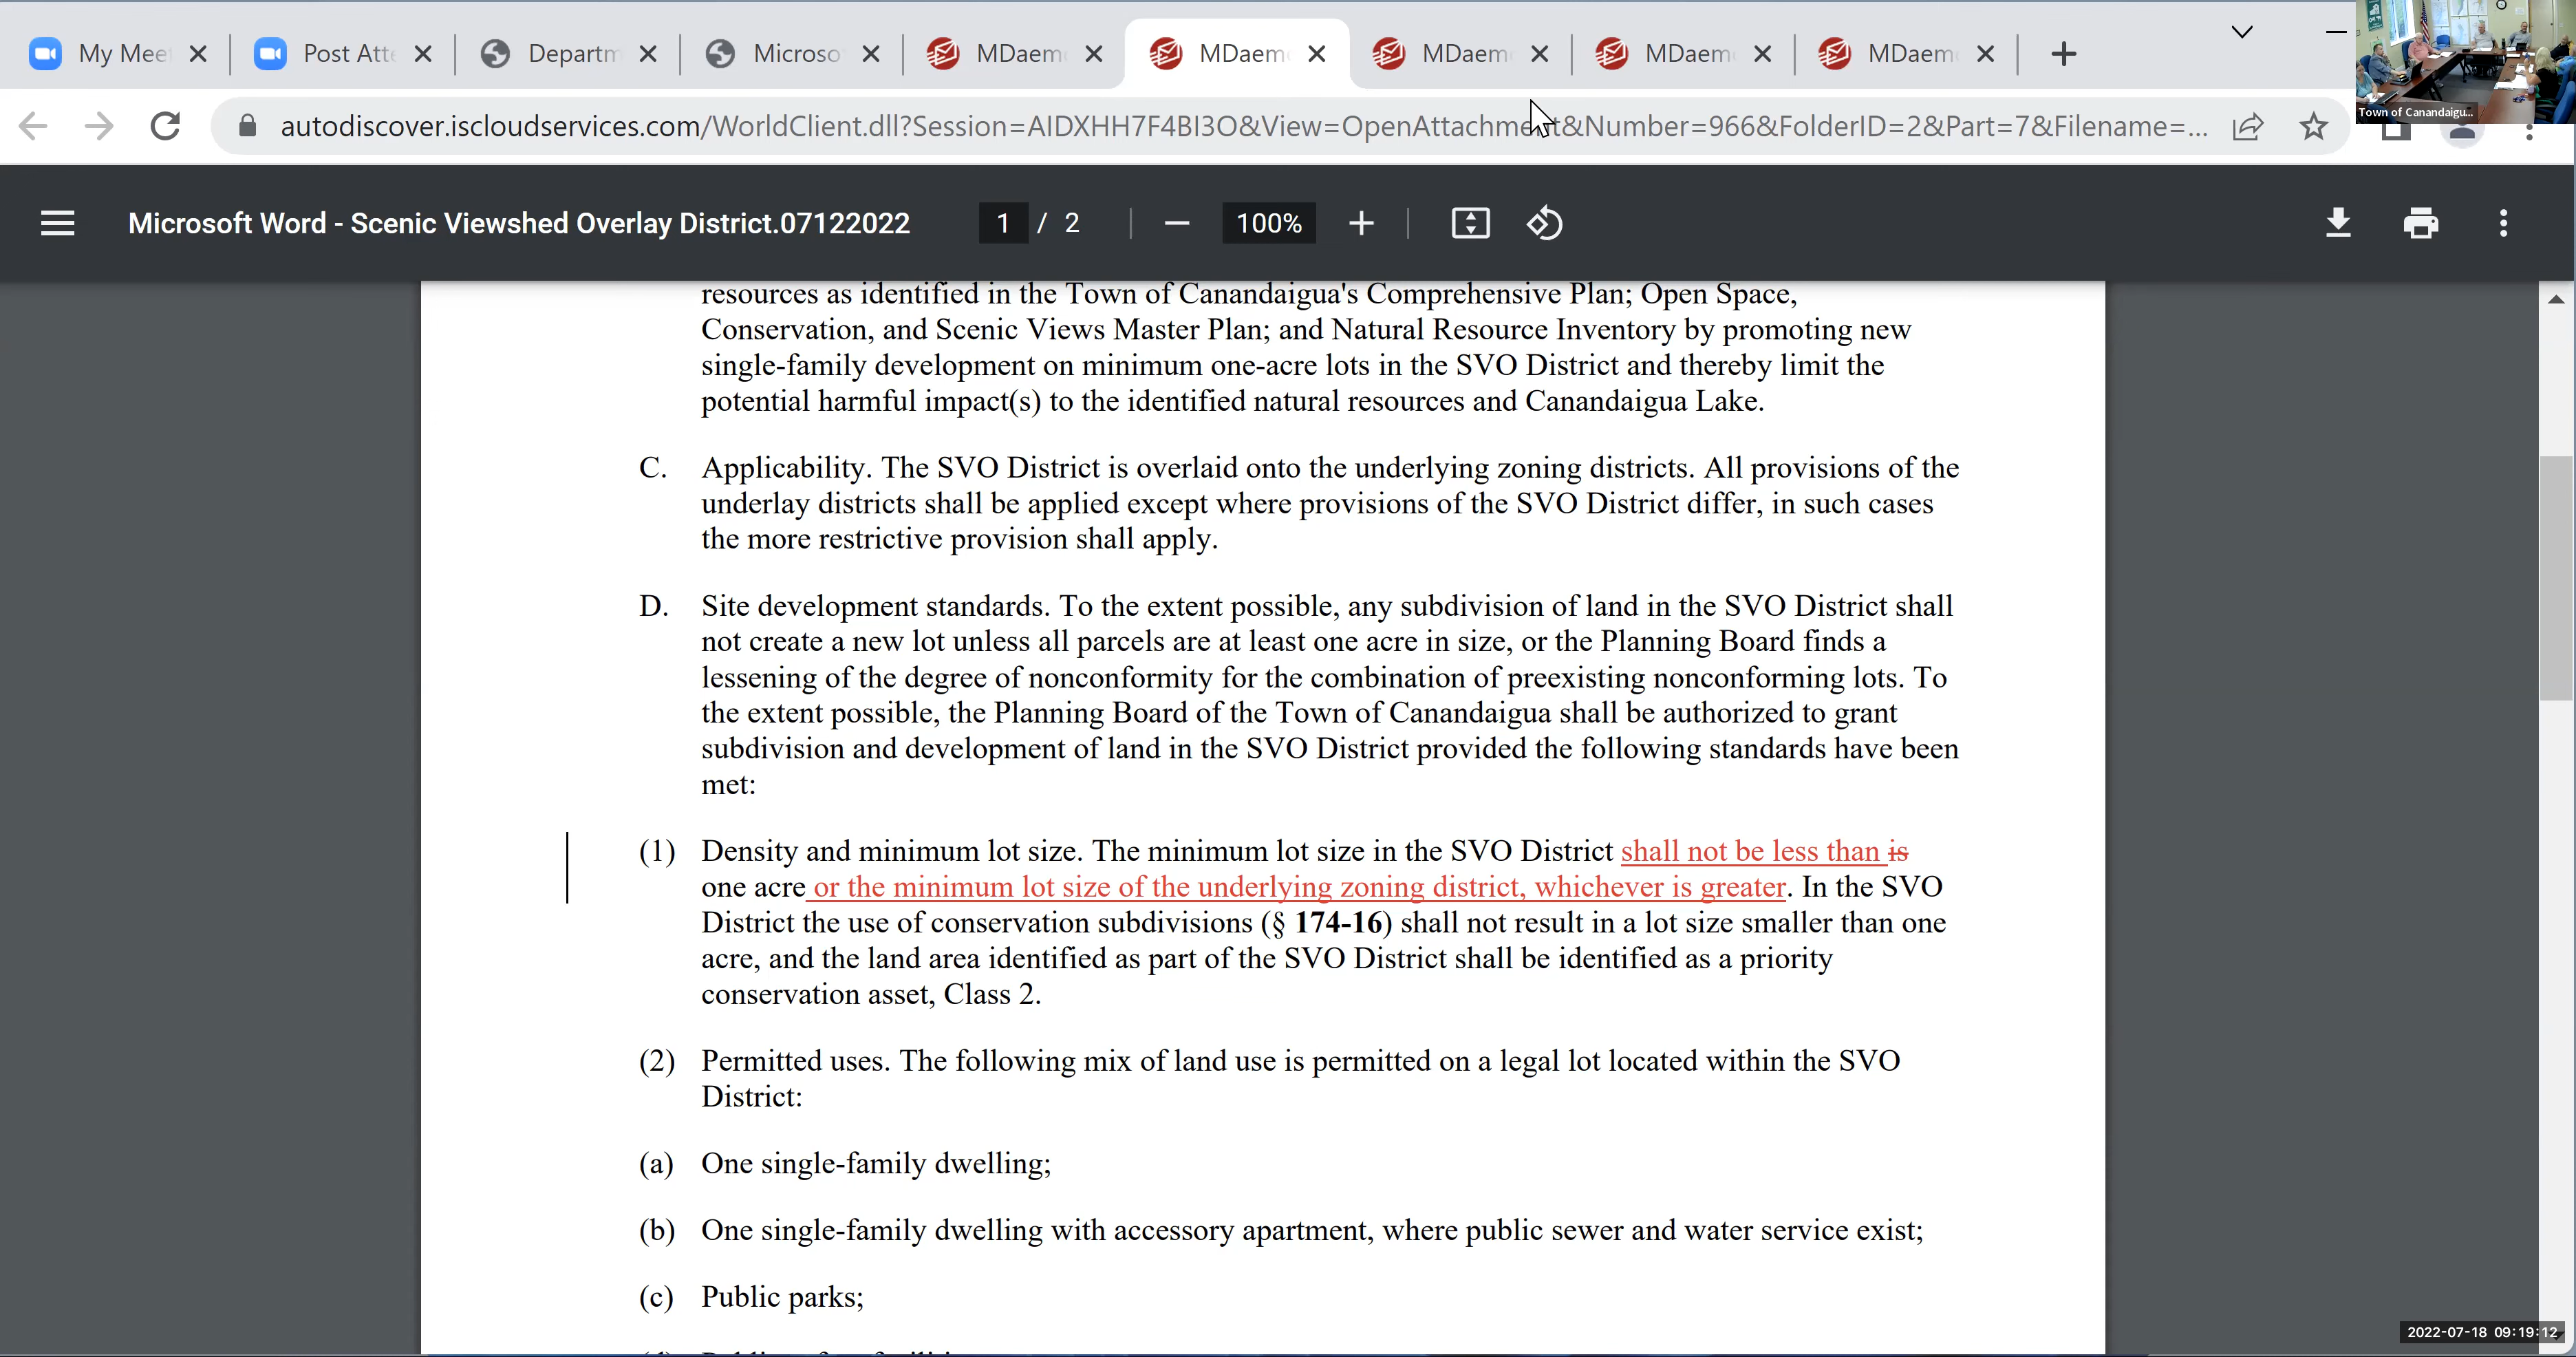 My Mee
Post Atte
Departm
Microso
MDaem
MDaem
MDaem
MDaem
MDaem
Town of Canandaigu...
autodiscover.iscloudservices.com/WorldClient.dll?Session=AIDXHH7F4BI3O&View=OpenAttachment&Number=966&FolderID=2&Part=7&Filename=...
Microsoft Word - Scenic Viewshed Overlay District.07122022
1 / 2
100%
resources as identified in the Town of Canandaigua's Comprehensive Plan; Open Space,
Conservation, and Scenic Views Master Plan; and Natural Resource Inventory by promoting new
single-family development on minimum one-acre lots in the SVO District and thereby limit the
potential harmful impact(s) to the identified natural resources and Canandaigua Lake.
C. Applicability. The SVO District is overlaid onto the underlying zoning districts. All provisions of the
underlay districts shall be applied except where provisions of the SVO District differ, in such cases
the more restrictive provision shall apply.
D. Site development standards. To the extent possible, any subdivision of land in the SVO District shall
not create a new lot unless all parcels are at least one acre in size, or the Planning Board finds a
lessening of the degree of nonconformity for the combination of preexisting nonconforming lots. To
the extent possible, the Planning Board of the Town of Canandaigua shall be authorized to grant
subdivision and development of land in the SVO District provided the following standards have been
met:
(1) Density and minimum lot size. The minimum lot size in the SVO District shall not be less than is
one acre or the minimum lot size of the underlying zoning district, whichever is greater. In the SVO
District the use of conservation subdivisions (§ 174-16) shall not result in a lot size smaller than one
acre, and the land area identified as part of the SVO District shall be identified as a priority
conservation asset, Class 2.
(2) Permitted uses. The following mix of land use is permitted on a legal lot located within the SVO
District:
(a) One single-family dwelling;
(b) One single-family dwelling with accessory apartment, where public sewer and water service exist;
(c) Public parks;
2022-07-18 09:19:12